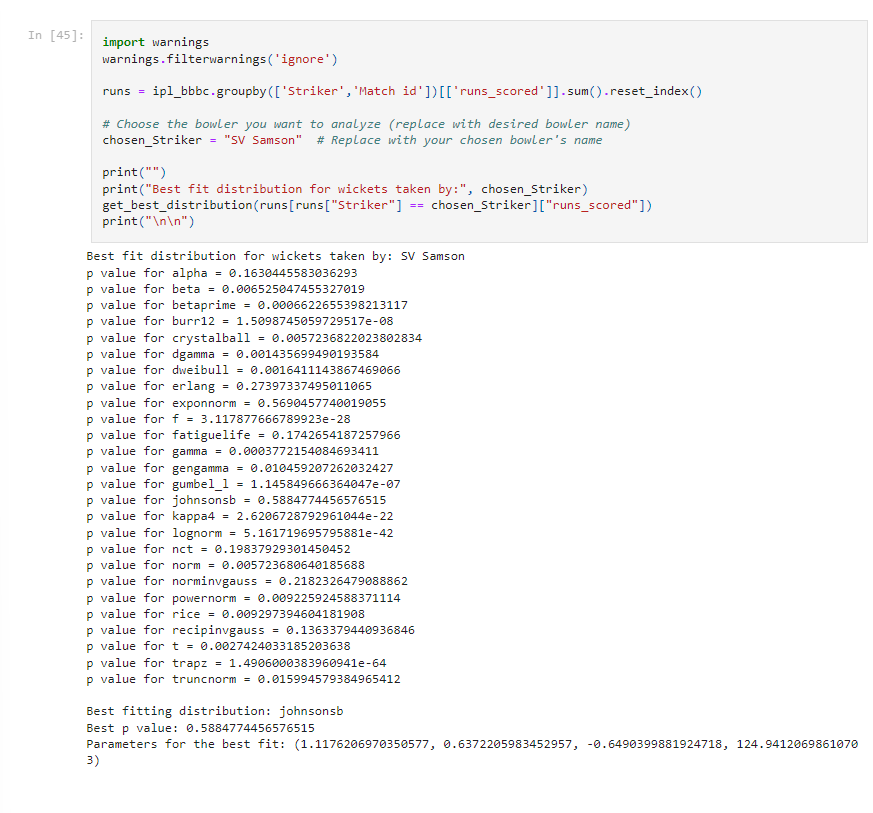 In [45]:
import warnings
warnings.filterwarnings('ignore')
runs = ipl_bbbc.groupby(['Striker','Match id'])[['runs_scored']].sum().reset_index()
# Choose the bowler you want to analyze (replace with desired bowler name)
chosen_Striker = "SV Samson"  # Replace with your chosen bowler's name
print("")
print("Best fit distribution for wickets taken by:", chosen_Striker)
get_best_distribution(runs[runs["Striker"] == chosen_Striker]["runs_scored"])
print("\n\n")
Best fit distribution for wickets taken by: SV Samson
p value for alpha = 0.1630445583036293
p value for beta = 0.006525047455327019
p value for betaprime = 0.0006622655398213117
p value for burr12 = 1.5098745059729517e-08
p value for crystalball = 0.0057236822023802834
p value for dgamma = 0.001435699490193584
p value for dweibull = 0.0016411143867469066
p value for erlang = 0.27397337495011065
p value for exponnorm = 0.5690457740019055
p value for f = 3.117877666789923e-28
p value for fatiguelife = 0.1742654187257966
p value for gamma = 0.0003772154084693411
p value for gengamma = 0.010459207262032427
p value for gumbel_l = 1.145849666364047e-07
p value for johnsonsb = 0.5884774456576515
p value for kappa4 = 2.6206728792961044e-22
p value for lognorm = 5.161719695795881e-42
p value for nct = 0.19837929301450452
p value for norm = 0.005723680640185688
p value for norminvgauss = 0.2182326479088862
p value for powernorm = 0.009225924588371114
p value for rice = 0.009297394604181908
p value for recipinvgauss = 0.1363379440936846
p value for t = 0.0027424033185203638
p value for trapz = 1.4906000383960941e-64
p value for truncnorm = 0.015994579384965412
Best fitting distribution: johnsonsb
Best p value: 0.5884774456576515
Parameters for the best fit: (1.1176206970350577, 0.6372205983452957, -0.6490399881924718, 124.9412069861070
3)